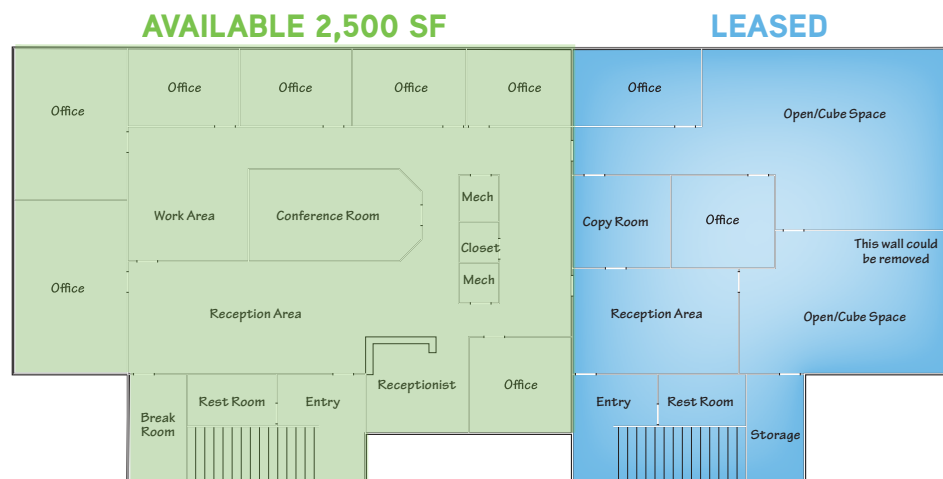 AVAILABLE 2,500 SF
LEASED
Office
Office
Office
Office
Office
Office
Open/Cube Space
Work Area
Conference Room
Mech
Closet
Mech
Copy Room
Office
This wall could
be removed
Office
Reception Area
Reception Area
Open/Cube Space
Receptionist
Office
Break
Room
Rest Room
Entry
Entry
Rest Room
Storage